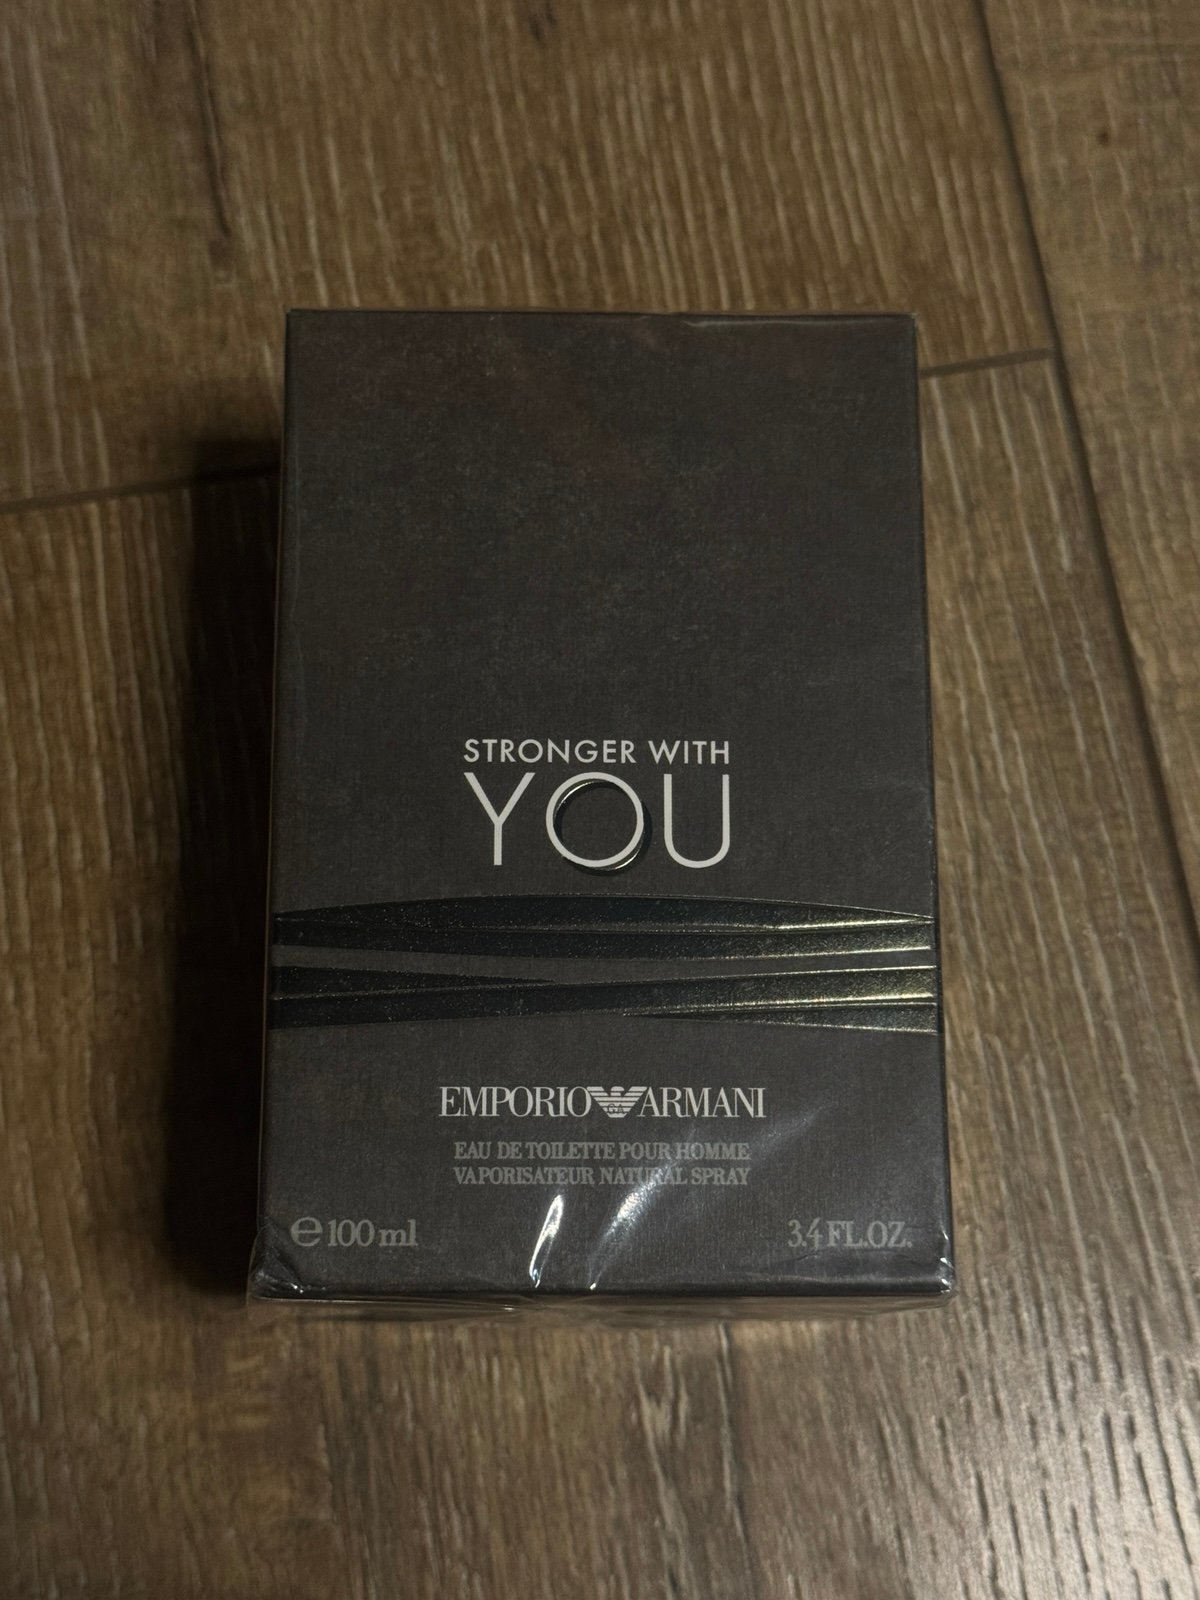 STRONGER WITH
YOU
EMPORIO ARMANI
EAU DE TOILETTE POUR HOMME
VAPORISATEUR NATURAL SPRAY
℮ 100 ml
3.4 FL.OZ.